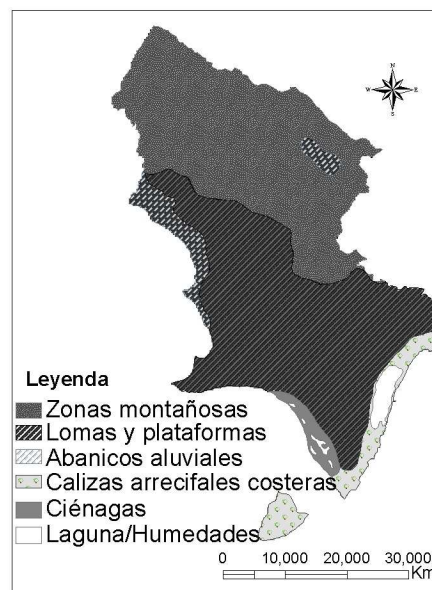 N
W E
S
Leyenda
Zonas montañosas
Lomas y plataformas
Abanicos aluviales
Calizas arrecifales costeras
Ciénagas
Laguna/Humedades
0 10,000 20,000 30,000
Km